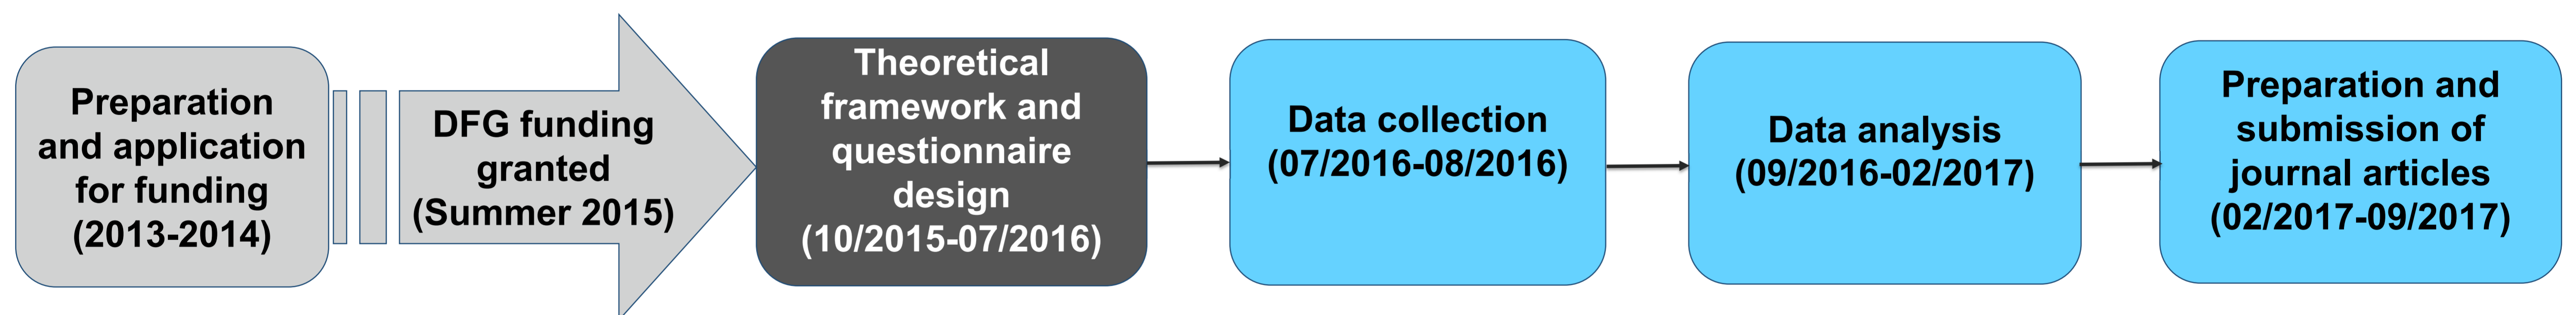 Preparation
and application
for funding
(2013-2014)
DFG funding
granted
(Summer 2015)
Theoretical
framework and
questionnaire
design
(10/2015-07/2016)
Data collection
(07/2016-08/2016)
Data analysis
(09/2016-02/2017)
Preparation and
submission of
journal articles
(02/2017-09/2017)